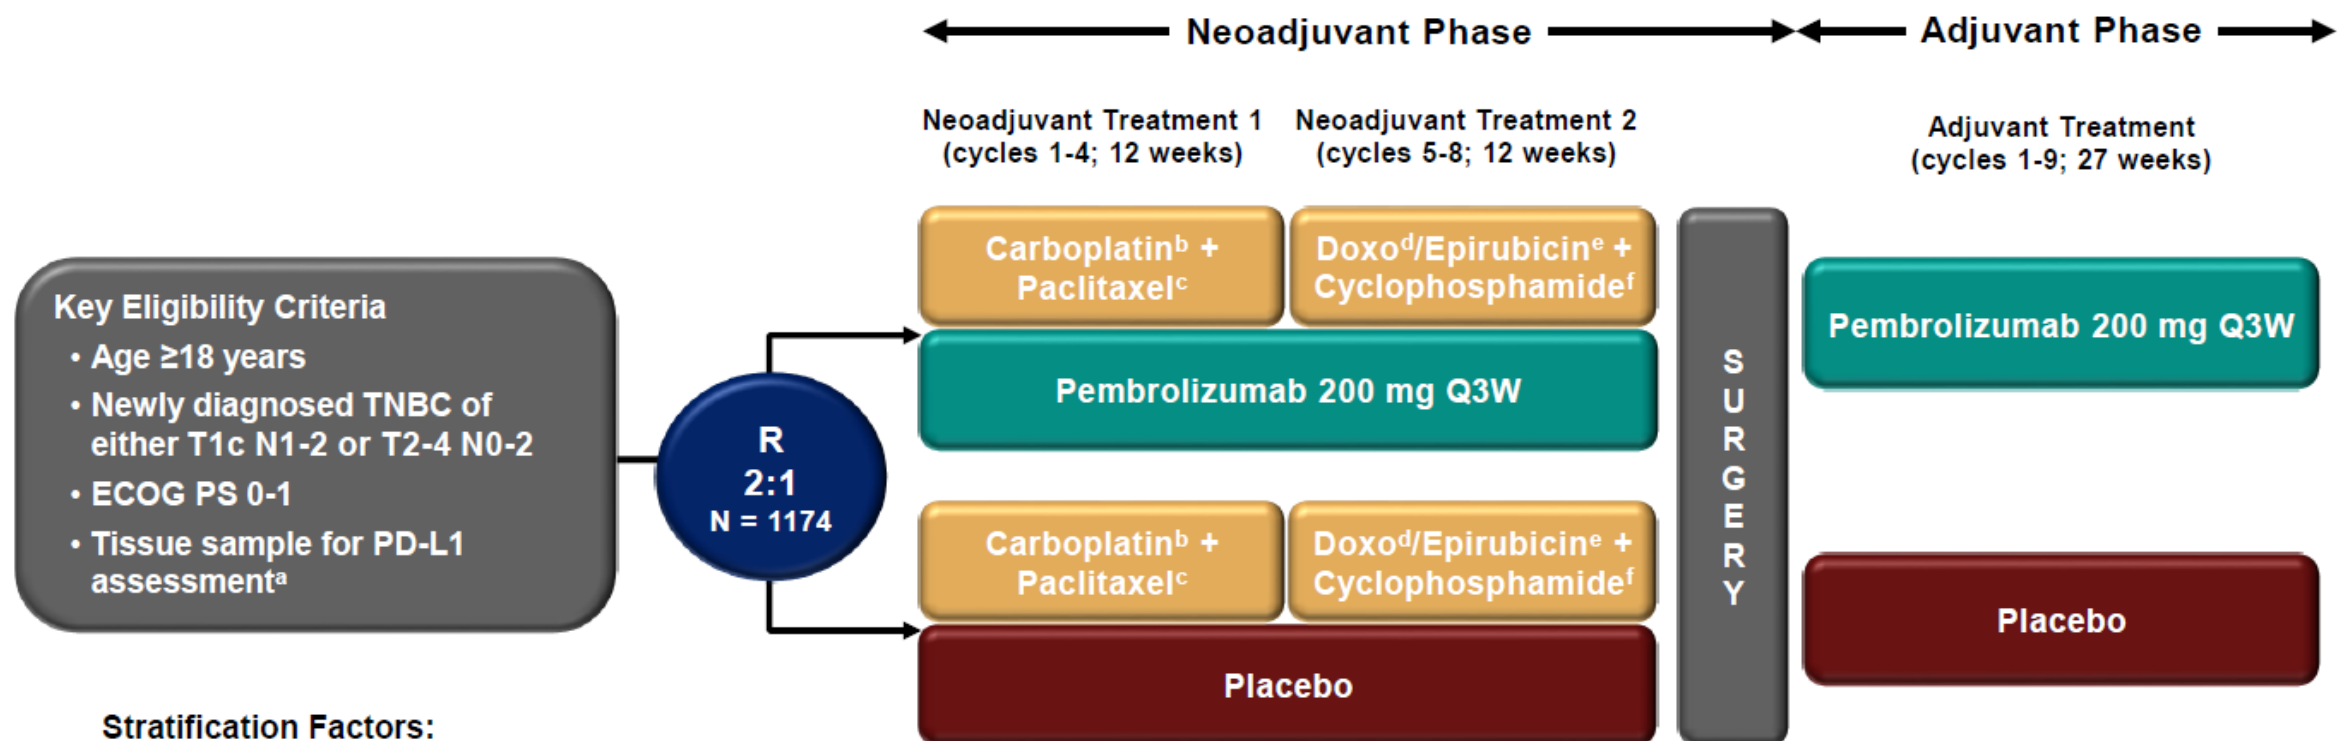 Neoadjuvant Phase
Adjuvant Phase
Neoadjuvant Treatment 1
(cycles 1-4; 12 weeks)
Neoadjuvant Treatment 2
(cycles 5-8; 12 weeks)
Adjuvant Treatment
(cycles 1-9; 27 weeks)
Key Eligibility Criteria
• Age ≥18 years
• Newly diagnosed TNBC of
either T1c N1-2 or T2-4 N0-2
• ECOG PS 0-1
• Tissue sample for PD-L1
assessmentᵃ
R
2:1
N = 1174
Carboplatinᵇ +
Paclitaxelᶜ
Doxoᵈ/Epirubicinᵉ +
Cyclophosphamideᶠ
Pembrolizumab 200 mg Q3W
Carboplatinᵇ +
Paclitaxelᶜ
Doxoᵈ/Epirubicinᵉ +
Cyclophosphamideᶠ
Placebo
S
U
R
G
E
R
Y
Pembrolizumab 200 mg Q3W
Placebo
Stratification Factors: